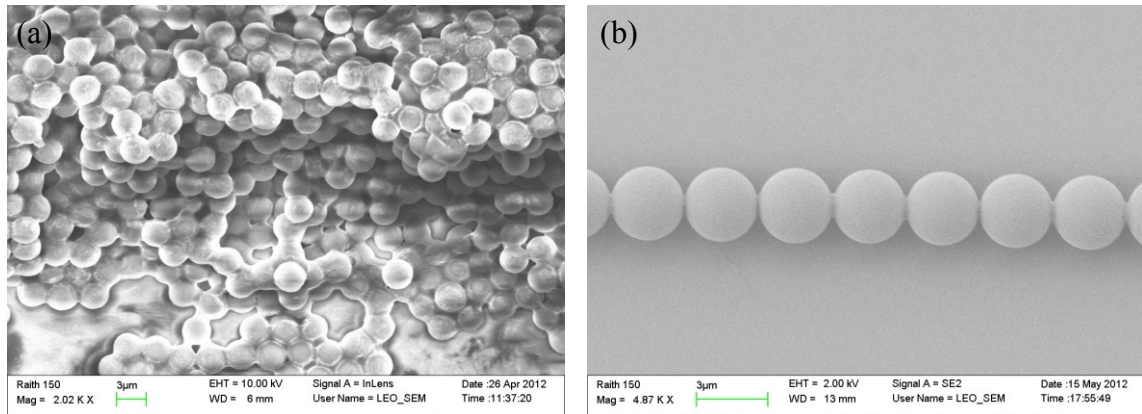 (a)
Raith 150 3µm EHT = 10.00 kV Signal A = InLens Date :26 Apr 2012
Mag = 2.02 K X WD = 6 mm User Name = LEO_SEM Time :11:37:20
(b)
Raith 150 3µm EHT = 2.00 kV Signal A = SE2 Date :15 May 2012
Mag = 4.87 K X WD = 13 mm User Name = LEO_SEM Time :17:55:49